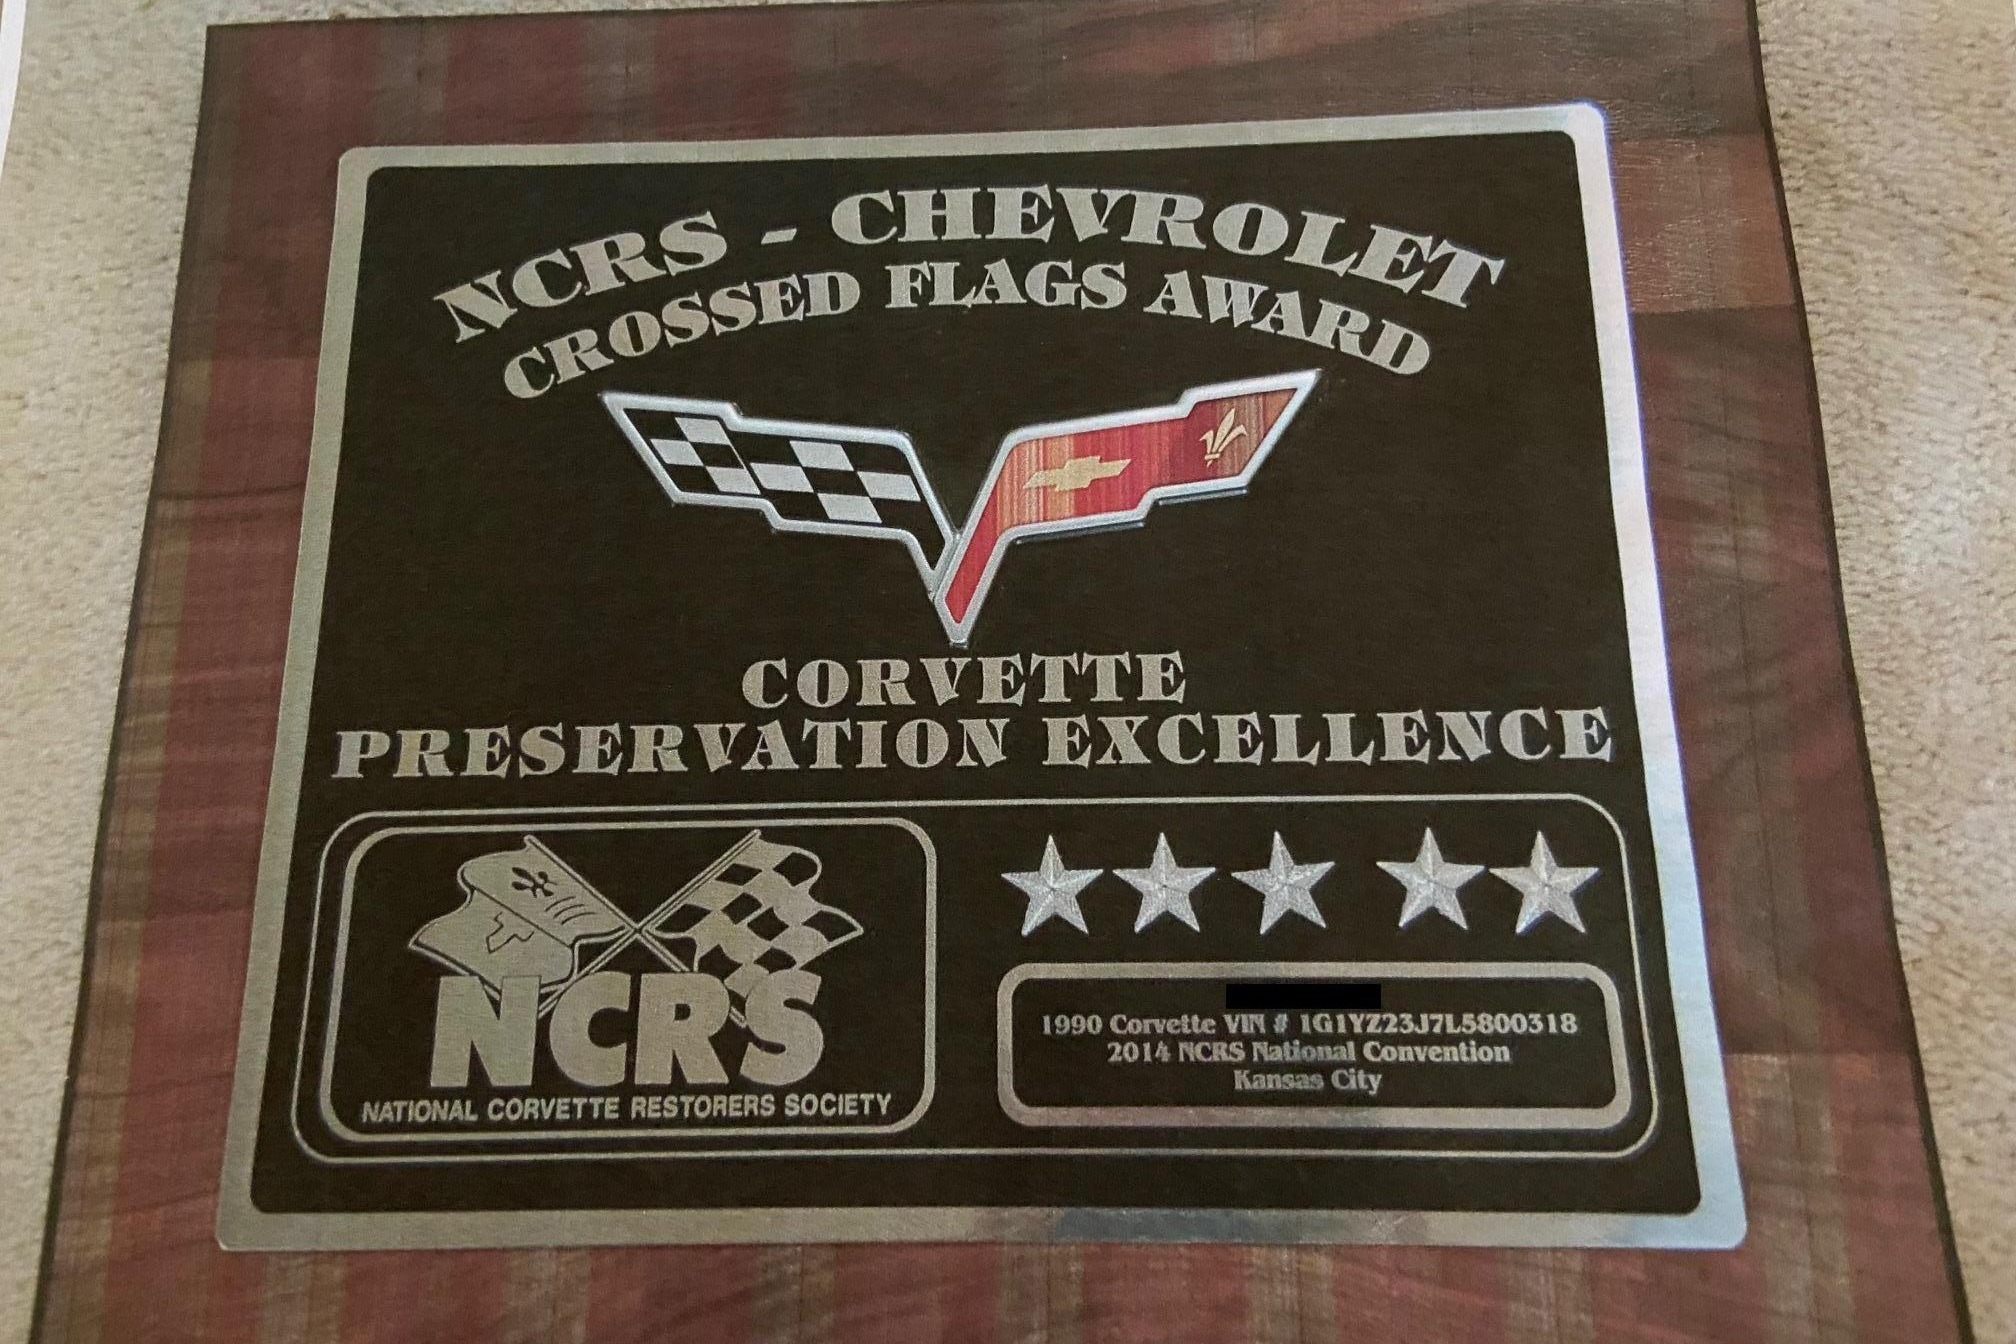 NCRS - CHEVROLET
CROSSED FLAGS AWARD
CORVETTE
PRESERVATION EXCELLENCE
NCRS
NATIONAL CORVETTE RESTORERS SOCIETY
1990 Corvette VIN # 1G1YZ23J7L5800318
2014 NCRS National Convention
Kansas City